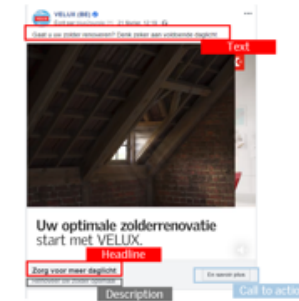 VELUX (BE)
Gaat u uw zolder renoveren? Denk zeker aan voldoende daglicht.
Text
Uw optimale zolderrenovatie
start met VELUX.
Headline
Zorg voor meer daglicht
En savoir plus
Description
Call to actio